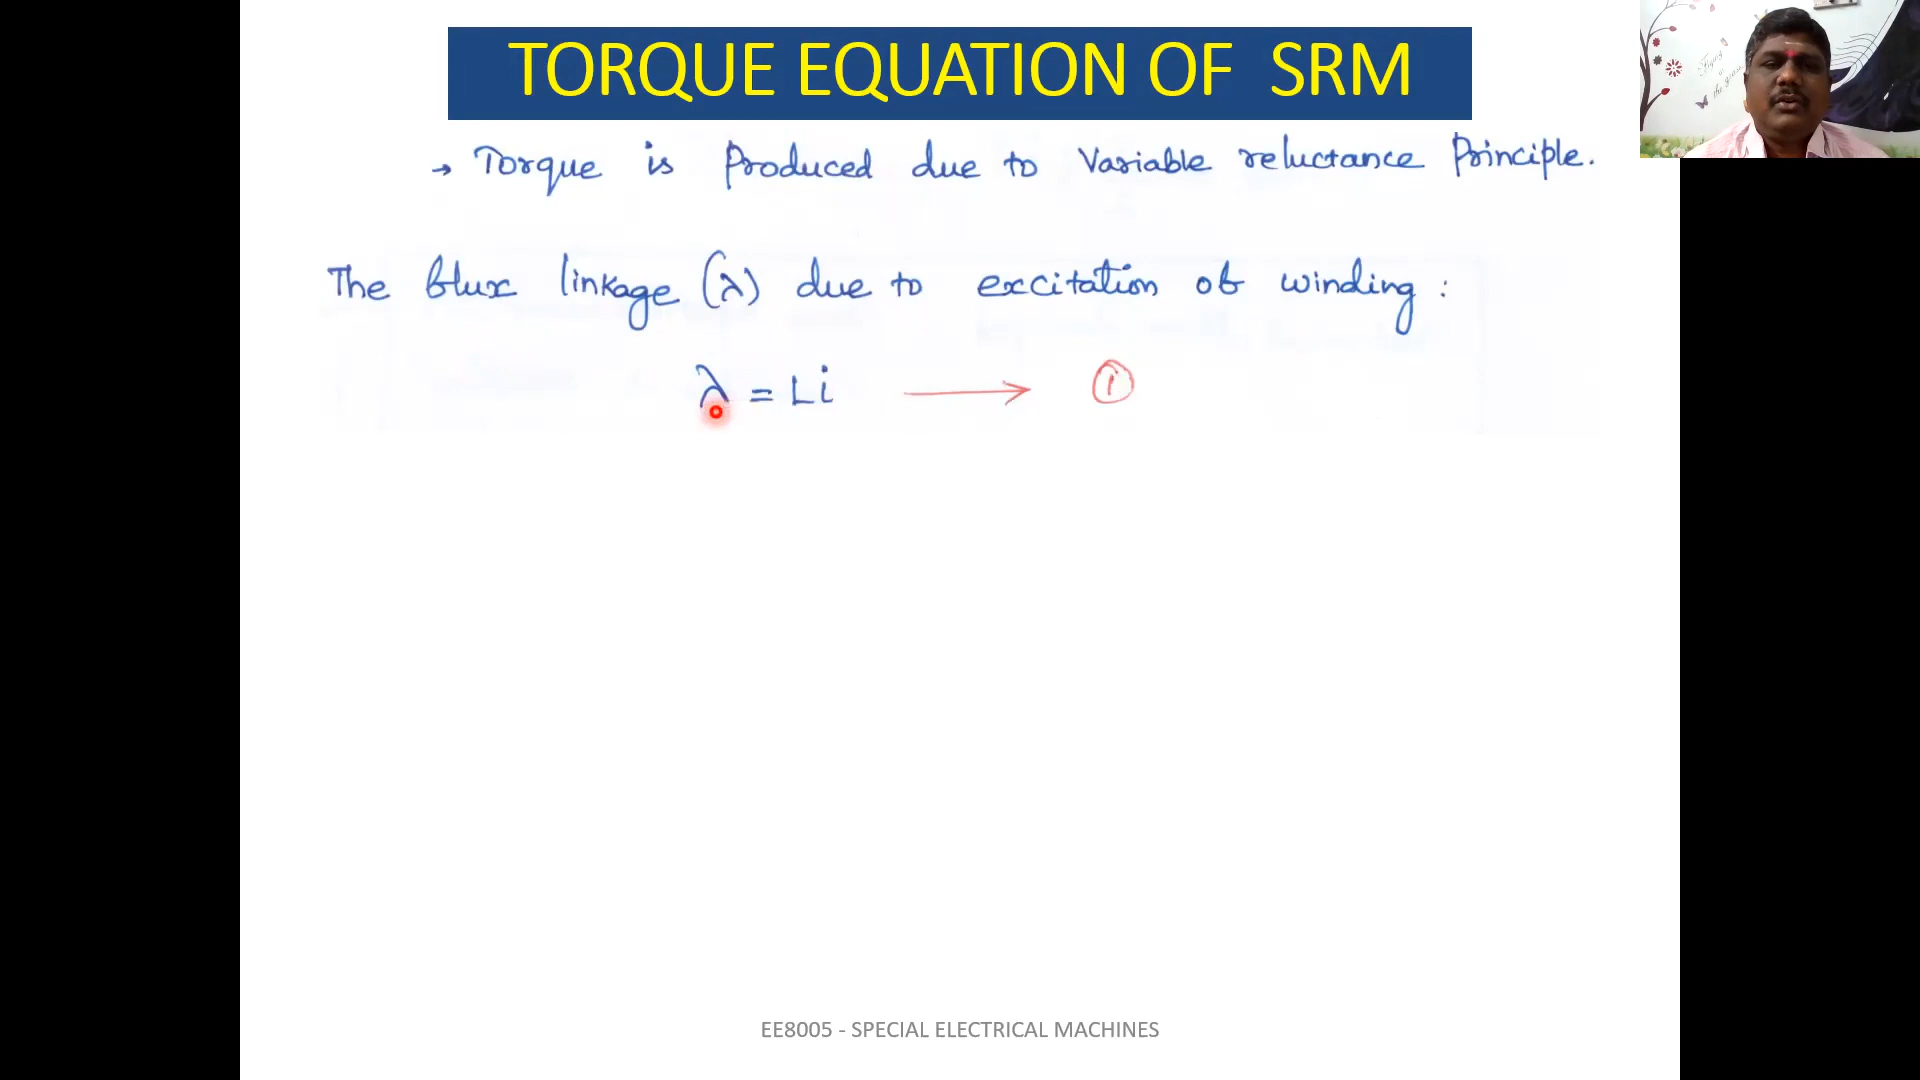 TORQUE EQUATION OF SRM
→ Torque is Produced due to Variable reluctance Principle.
The flux linkage (λ) due to excitation of winding :
λ = Li ⟶ ①
EE8005 - SPECIAL ELECTRICAL MACHINES